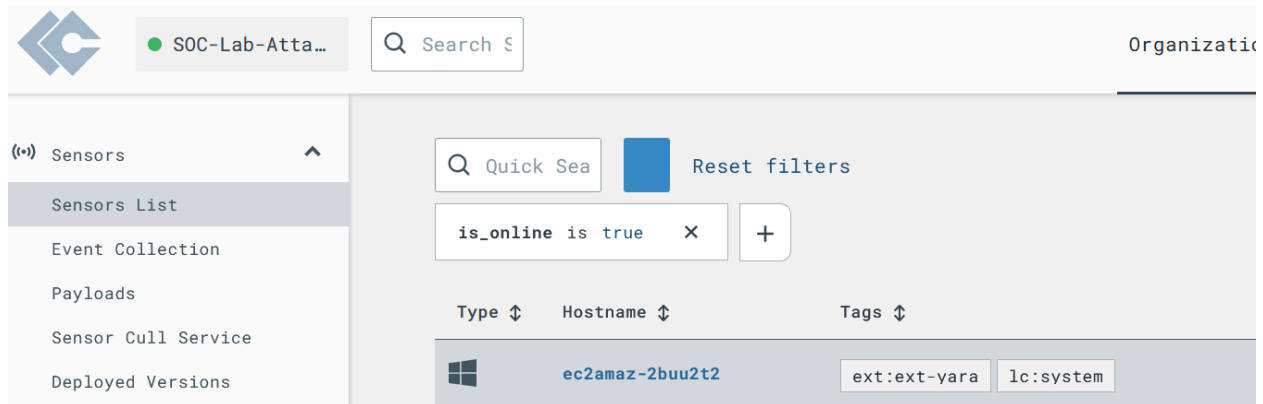 SOC-Lab-Atta…
Search S
Organizatio
Sensors
Sensors List
Event Collection
Payloads
Sensor Cull Service
Deployed Versions
Quick Sea
Reset filters
is_online is true
+
Type Hostname Tags
ec2amaz-2buu2t2 ext:ext-yara lc:system